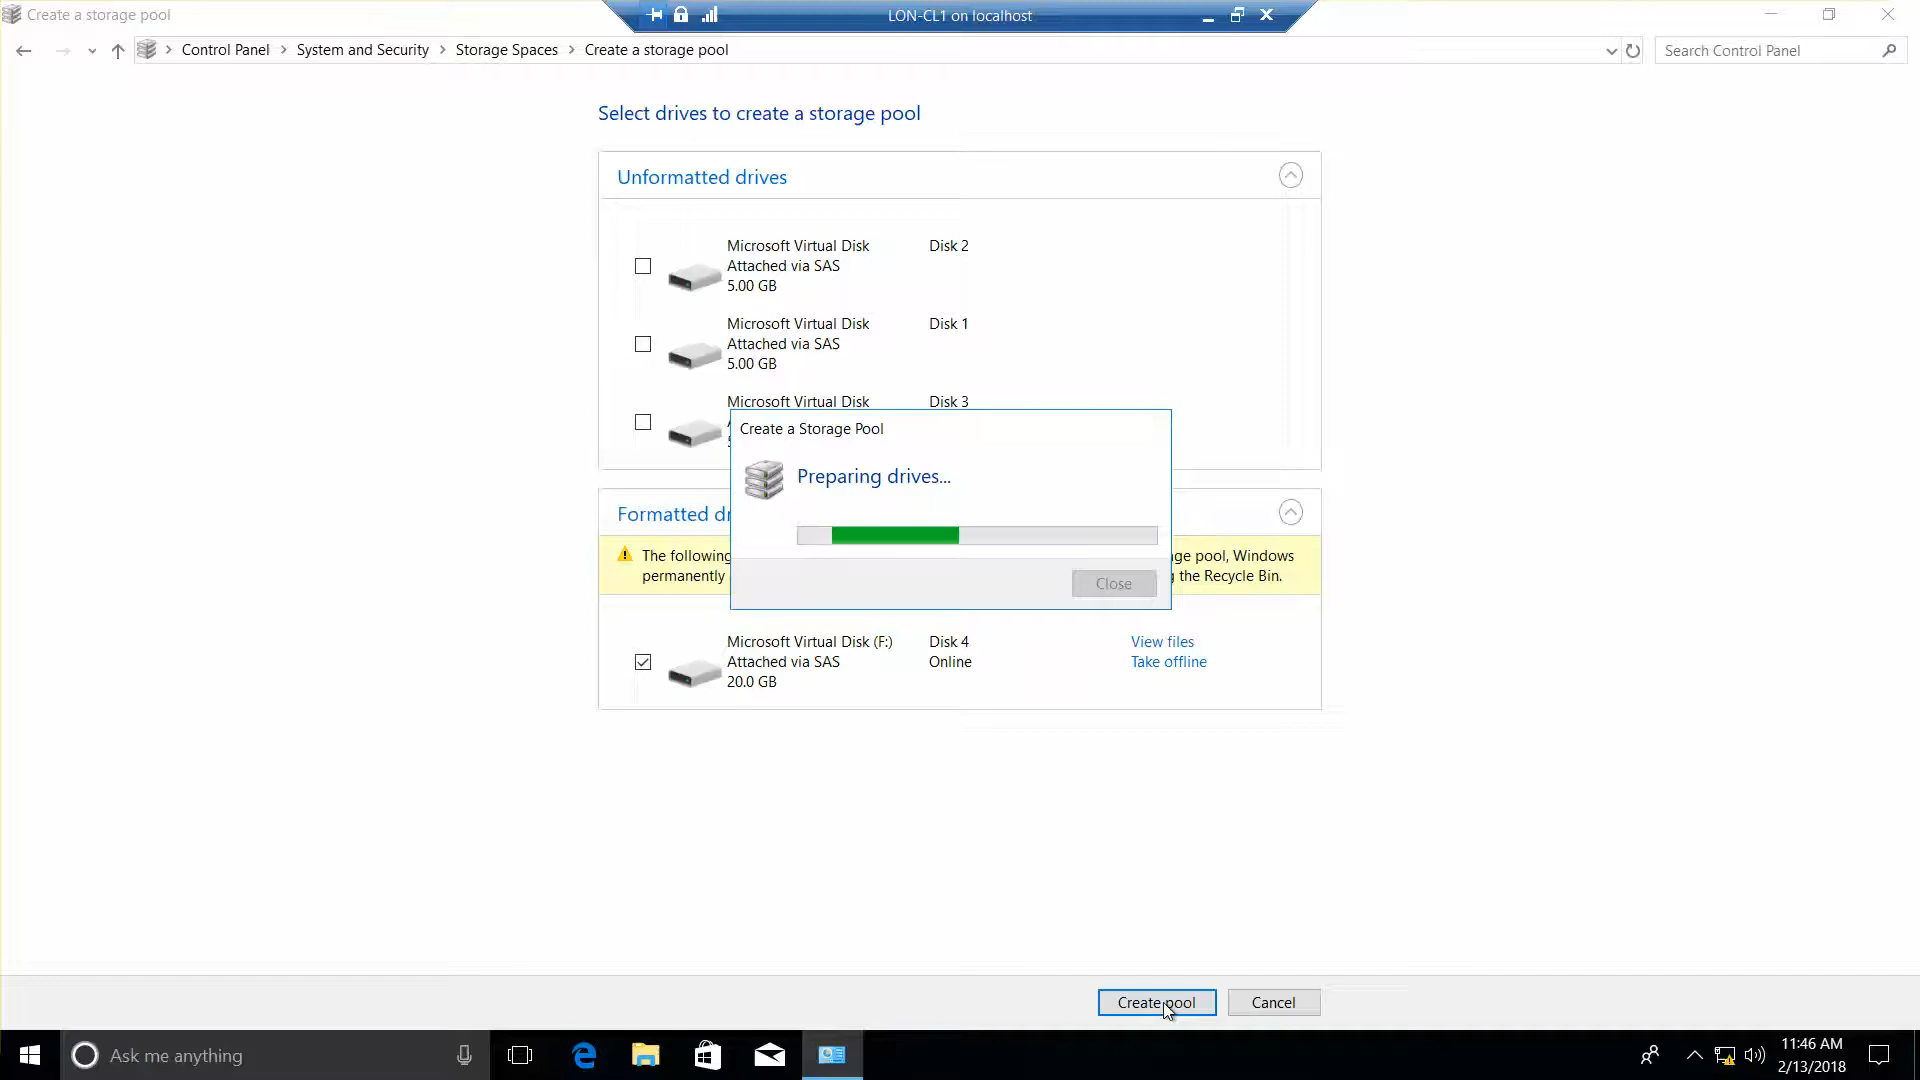 Create a storage pool
LON-CL1 on localhost
Control Panel > System and Security > Storage Spaces > Create a storage pool
Search Control Panel
Select drives to create a storage pool
Unformatted drives
Microsoft Virtual Disk Disk 2
Attached via SAS
5.00 GB
Microsoft Virtual Disk Disk 1
Attached via SAS
5.00 GB
Microsoft Virtual Disk Disk 3
Create a Storage Pool
Preparing drives...
Close
Formatted dr
The following
ge pool, Windows
permanently
the Recycle Bin.
Microsoft Virtual Disk (F:) Disk 4 View files
Attached via SAS Online Take offline
20.0 GB
Create pool Cancel
Ask me anything
11:46 AM
2/13/2018